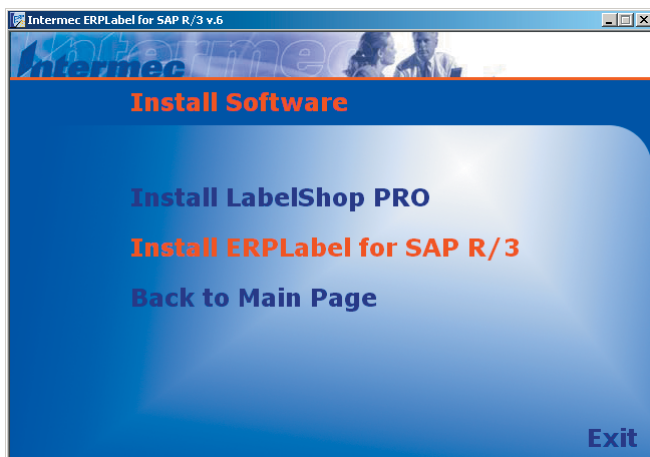 Intermec ERPLabel for SAP R/3 v.6
Intermec
Install Software
Install LabelShop PRO
Install ERPLabel for SAP R/3
Back to Main Page
Exit